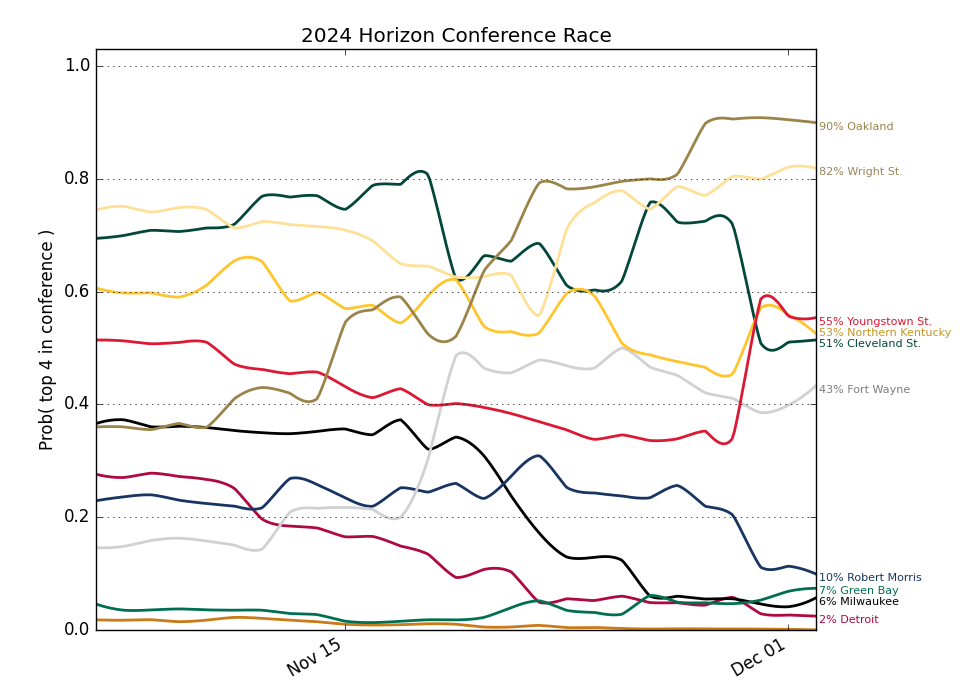 2024 Horizon Conference Race
Prob( top 4 in conference )
1.0
0.8
0.6
0.4
0.2
0.0
Nov 15
Dec 01
90% Oakland
82% Wright St.
55% Youngstown St.
53% Northern Kentucky
51% Cleveland St.
43% Fort Wayne
10% Robert Morris
7% Green Bay
6% Milwaukee
2% Detroit